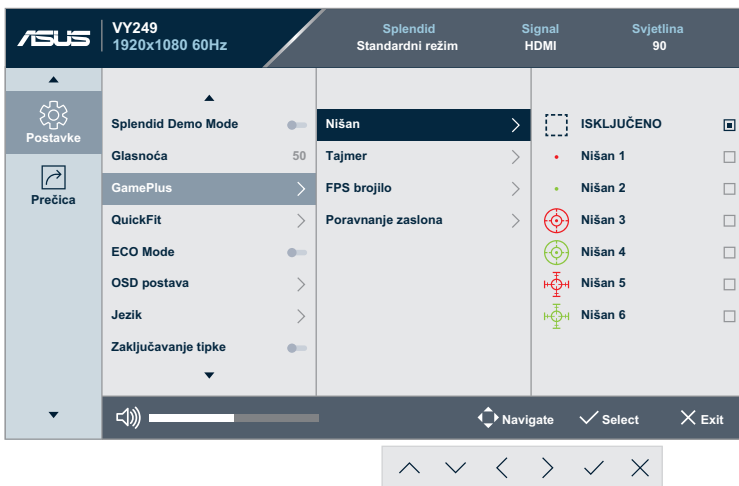 ASUS
VY249
1920x1080 60Hz
Splendid
Standardni režim
Signal
HDMI
Svjetlina
90
Postavke
Prečica
Splendid Demo Mode
Glasnoća 50
GamePlus
QuickFit
ECO Mode
OSD postava
Jezik
Zaključavanje tipke
Nišan
Tajmer
FPS brojilo
Poravnanje zaslona
ISKLJUČENO
Nišan 1
Nišan 2
Nišan 3
Nišan 4
Nišan 5
Nišan 6
Navigate
Select
Exit